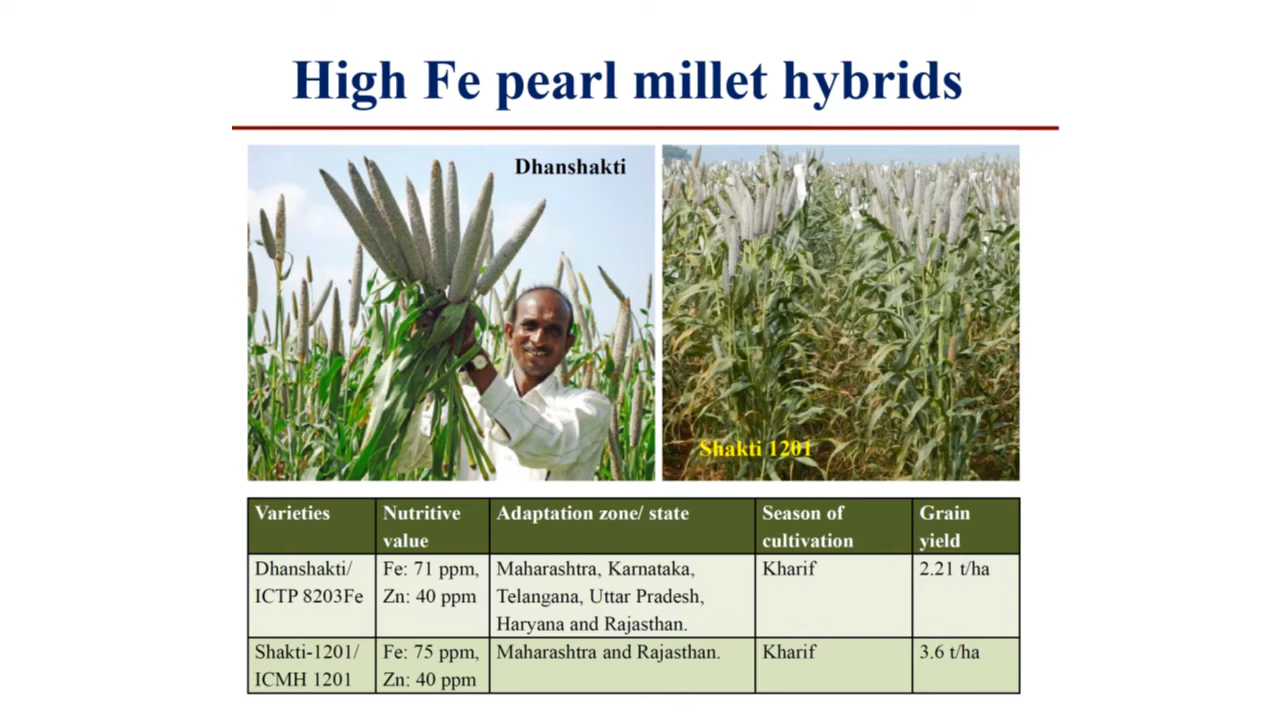 High Fe pearl millet hybrids
Dhanshakti
Shakti 1201
Varieties
Nutritive
value
Adaptation zone/ state
Season of
cultivation
Grain
yield
Dhanshakti/
ICTP 8203Fe
Fe: 71 ppm,
Zn: 40 ppm
Maharashtra, Karnataka,
Telangana, Uttar Pradesh,
Haryana and Rajasthan.
Kharif
2.21 t/ha
Shakti-1201/
ICMH 1201
Fe: 75 ppm,
Zn: 40 ppm
Maharashtra and Rajasthan.
Kharif
3.6 t/ha